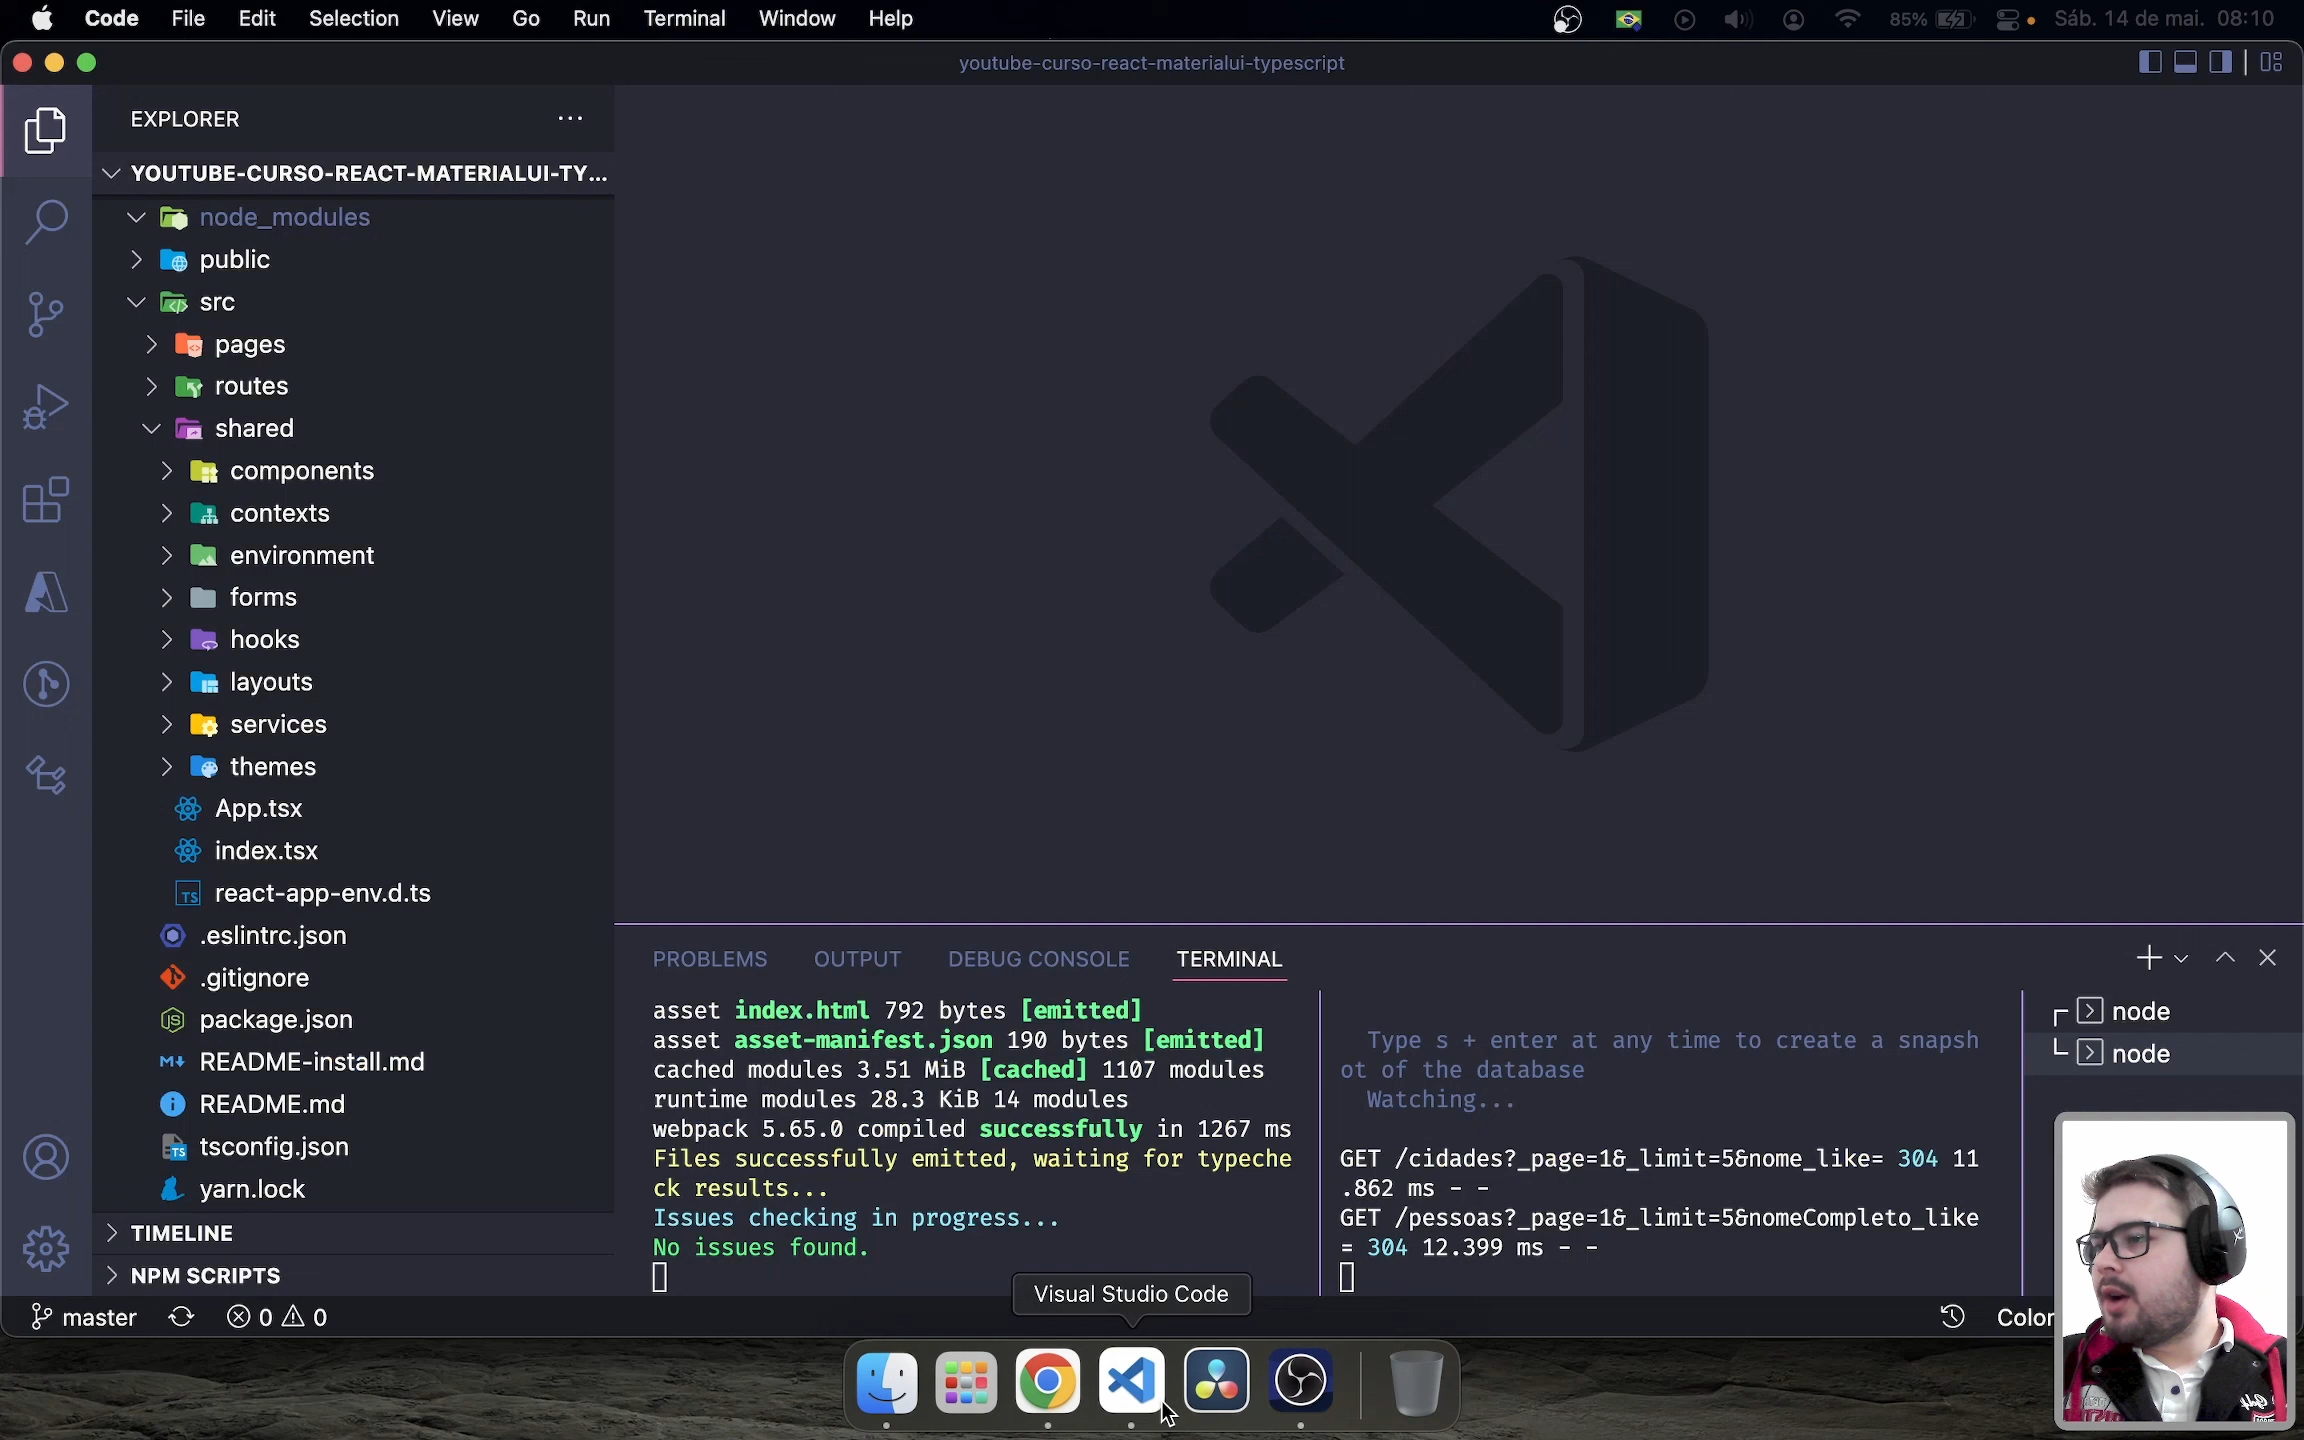 Code File Edit Selection View Go Run Terminal Window Help 85% Sáb. 14 de mai. 08:10
youtube-curso-react-materialui-typescript
EXPLORER
YOUTUBE-CURSO-REACT-MATERIALUI-TY...
node_modules
public
src
pages
routes
shared
components
contexts
environment
forms
hooks
layouts
services
themes
App.tsx
index.tsx
react-app-env.d.ts
.eslintrc.json
.gitignore
package.json
README-install.md
README.md
tsconfig.json
yarn.lock
TIMELINE
NPM SCRIPTS
PROBLEMS OUTPUT DEBUG CONSOLE TERMINAL
asset index.html 792 bytes [emitted]
asset asset-manifest.json 190 bytes [emitted]
cached modules 3.51 MiB [cached] 1107 modules
runtime modules 28.3 KiB 14 modules
webpack 5.65.0 compiled successfully in 1267 ms
Files successfully emitted, waiting for typeche
ck results...
Issues checking in progress...
No issues found.
Type s + enter at any time to create a snapsh
ot of the database
Watching...
GET /cidades?_page=1&_limit=5&nome_like= 304 11
.862 ms - -
GET /pessoas?_page=1&_limit=5&nomeCompleto_like
= 304 12.399 ms - -
node
node
Visual Studio Code
master 0 0
Color